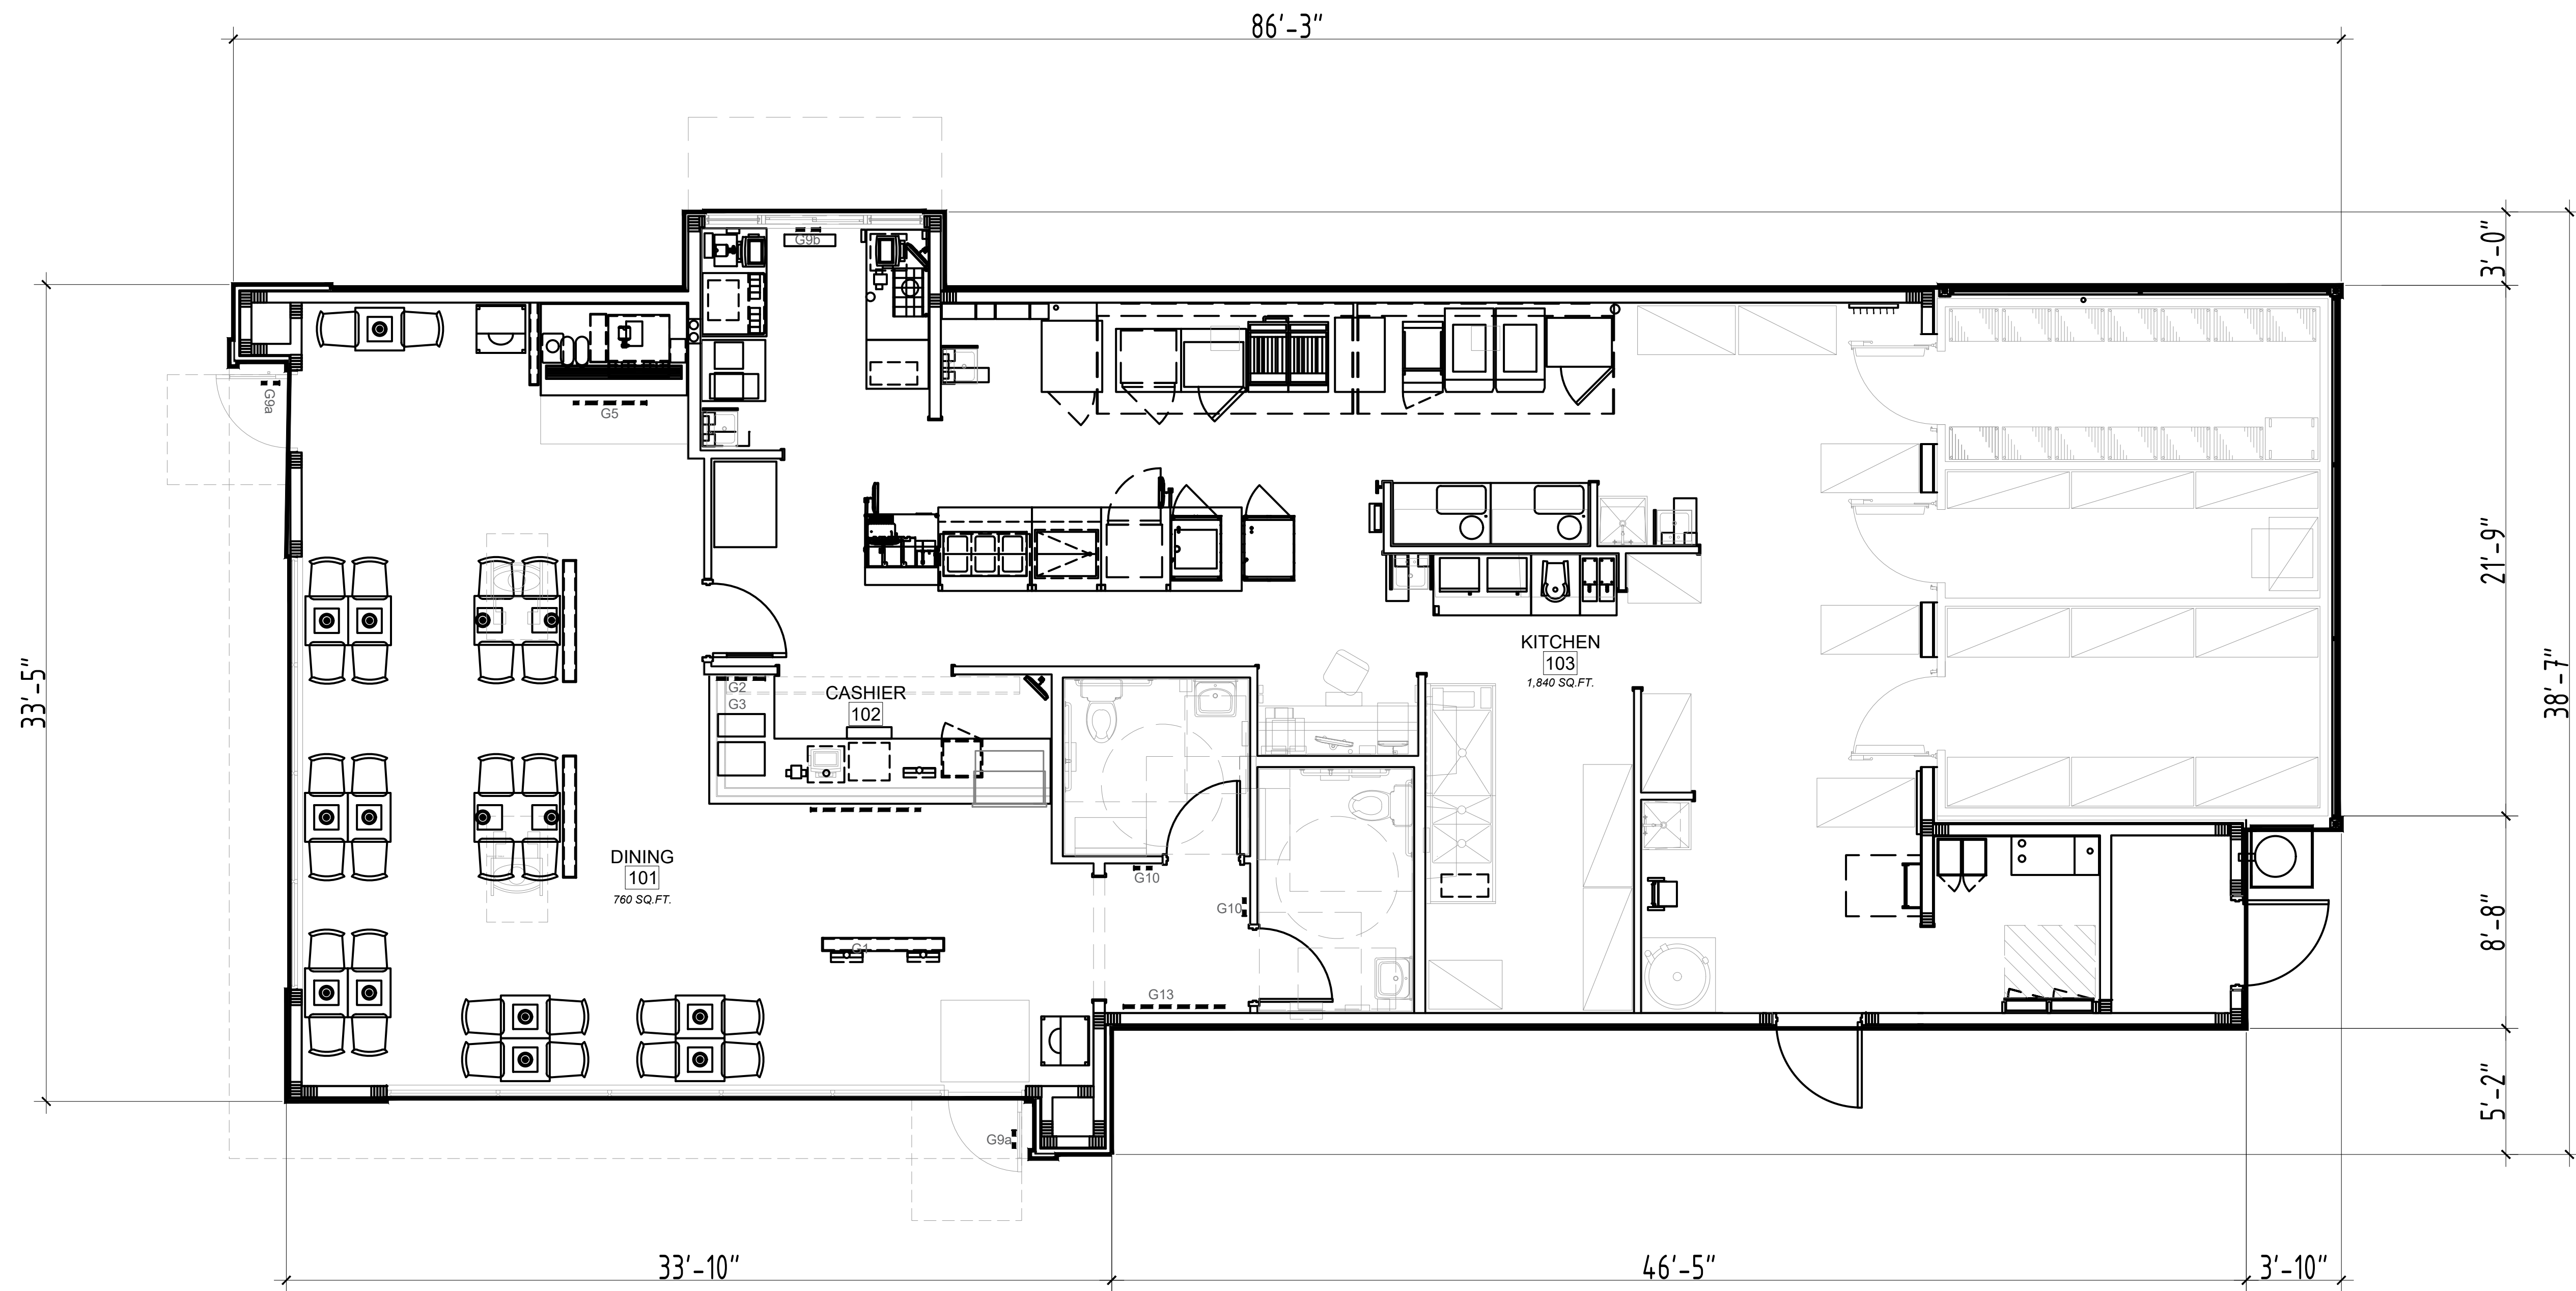 86'-3"
3'-0"
G9b
G9a
G5
21'-9"
KITCHEN
103
1,840 SQ.FT.
33'-5"
38'-7"
G2
G3
CASHIER
102
DINING
101
760 SQ.FT.
G10
G10
G1
8'-8"
G13
5'-2"
G9a
33'-10"
46'-5"
3'-10"